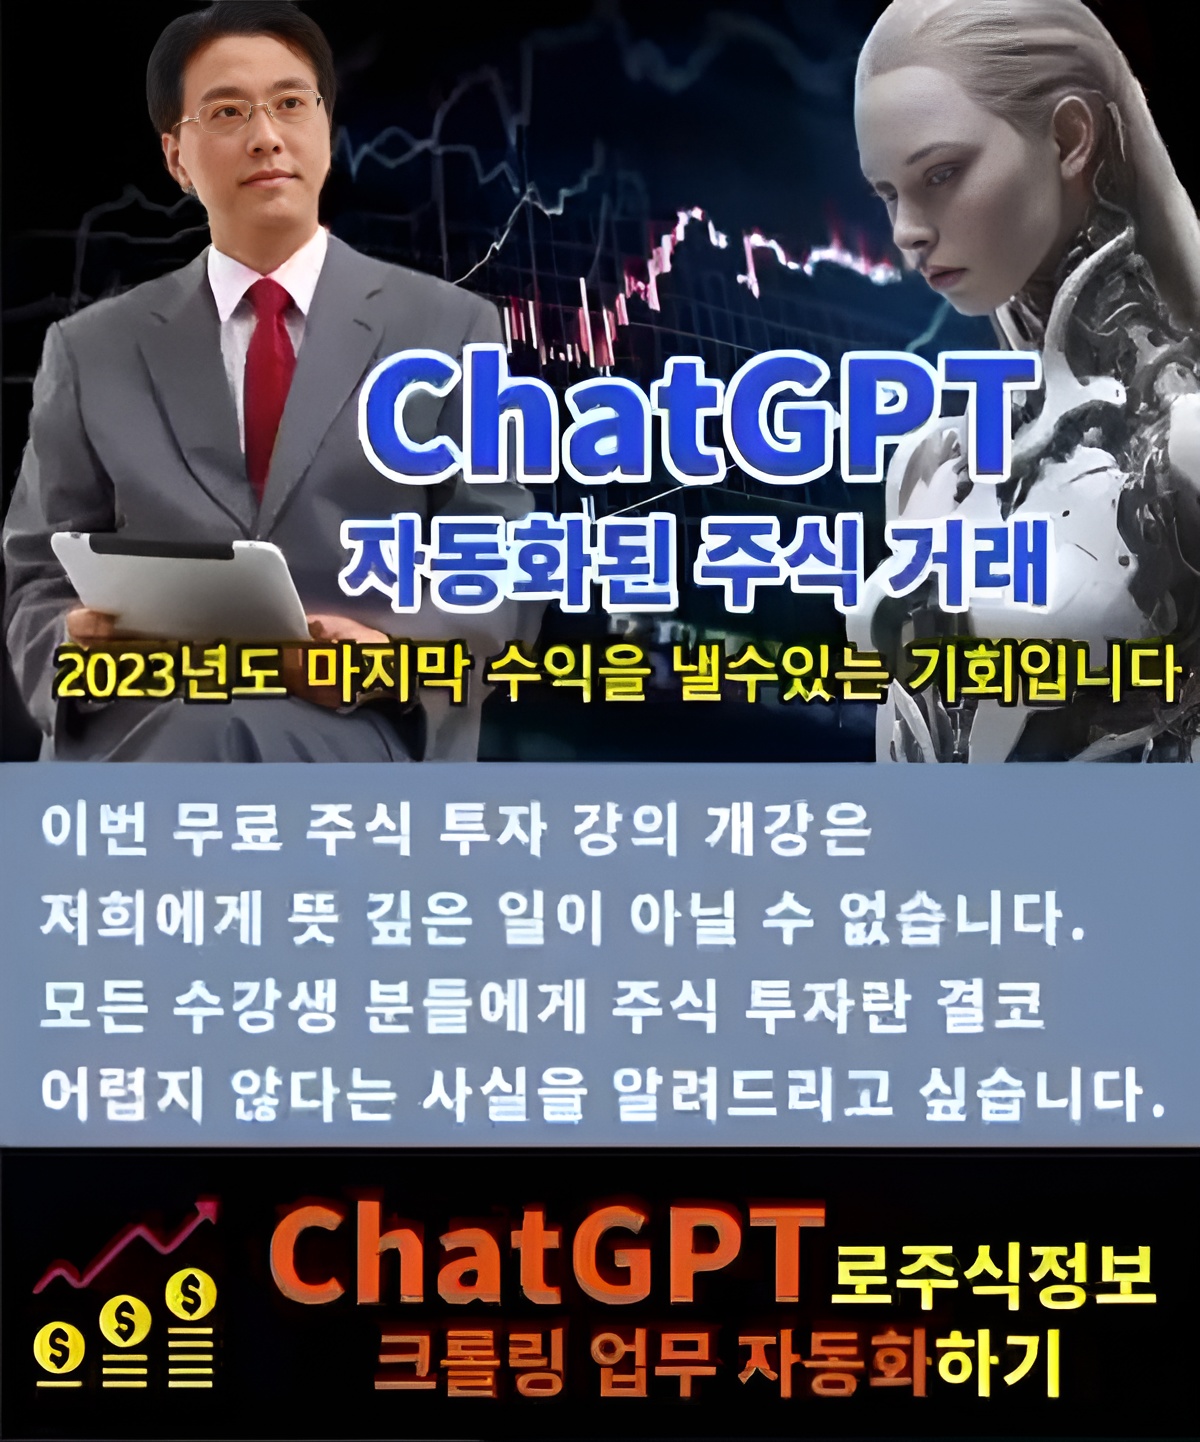 ChatGPT
자동화된 주식 거래
2023년도 마지막 수익을 낼수있는 기회입니다
이번 무료 주식 투자 강의 개강은
저희에게 뜻 깊은 일이 아닐 수 없습니다.
모든 수강생 분들에게 주식 투자란 결코
어렵지 않다는 사실을 알려드리고 싶습니다.
ChatGPT로주식정보
크롤링 업무 자동화하기